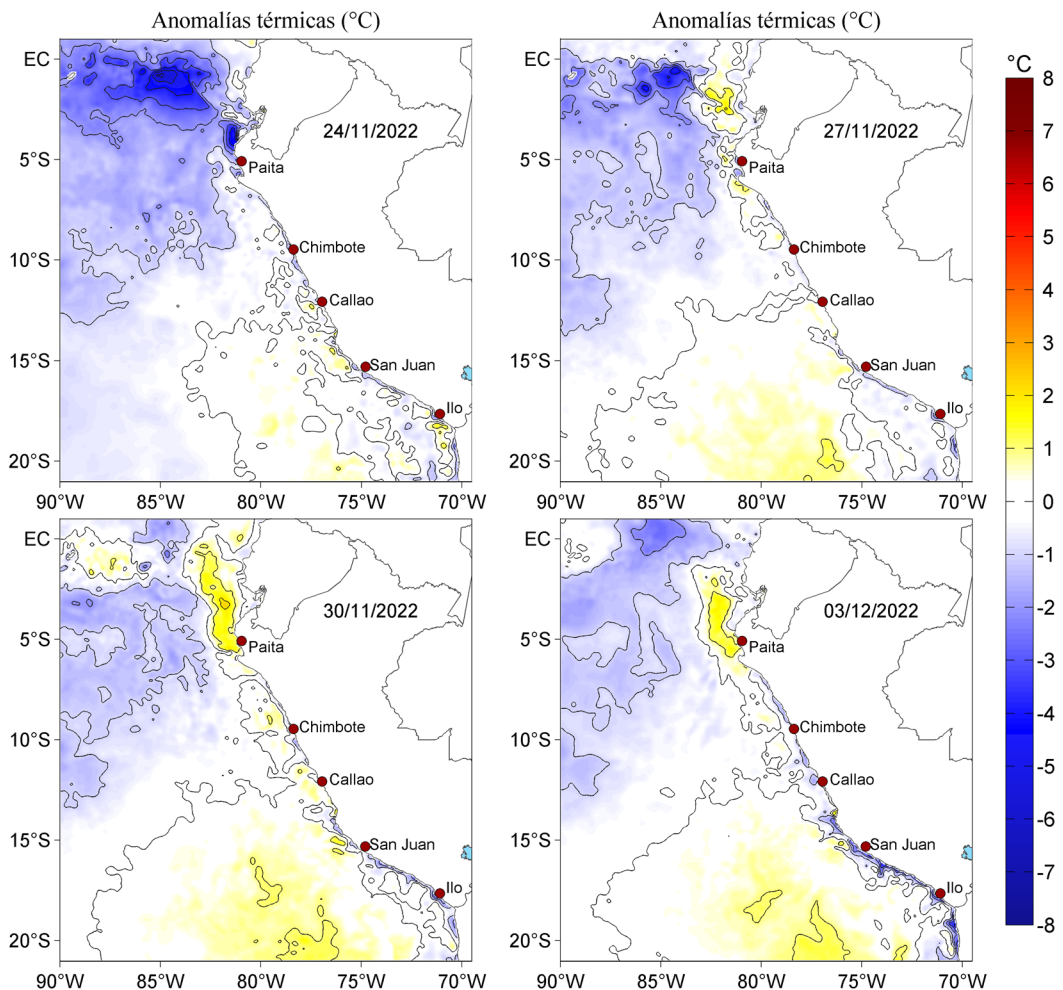 Anomalías térmicas (°C)
Anomalías térmicas (°C)
EC
5°S
10°S
15°S
20°S
90°W 85°W 80°W 75°W 70°W
24/11/2022
Paita
Chimbote
Callao
San Juan
Ilo
EC
5°S
10°S
15°S
20°S
90°W 85°W 80°W 75°W 70°W
27/11/2022
Paita
Chimbote
Callao
San Juan
Ilo
EC
5°S
10°S
15°S
20°S
90°W 85°W 80°W 75°W 70°W
30/11/2022
Paita
Chimbote
Callao
San Juan
Ilo
EC
5°S
10°S
15°S
20°S
90°W 85°W 80°W 75°W 70°W
03/12/2022
Paita
Chimbote
Callao
San Juan
Ilo
°C
8
7
6
5
4
3
2
1
0
-1
-2
-3
-4
-5
-6
-7
-8